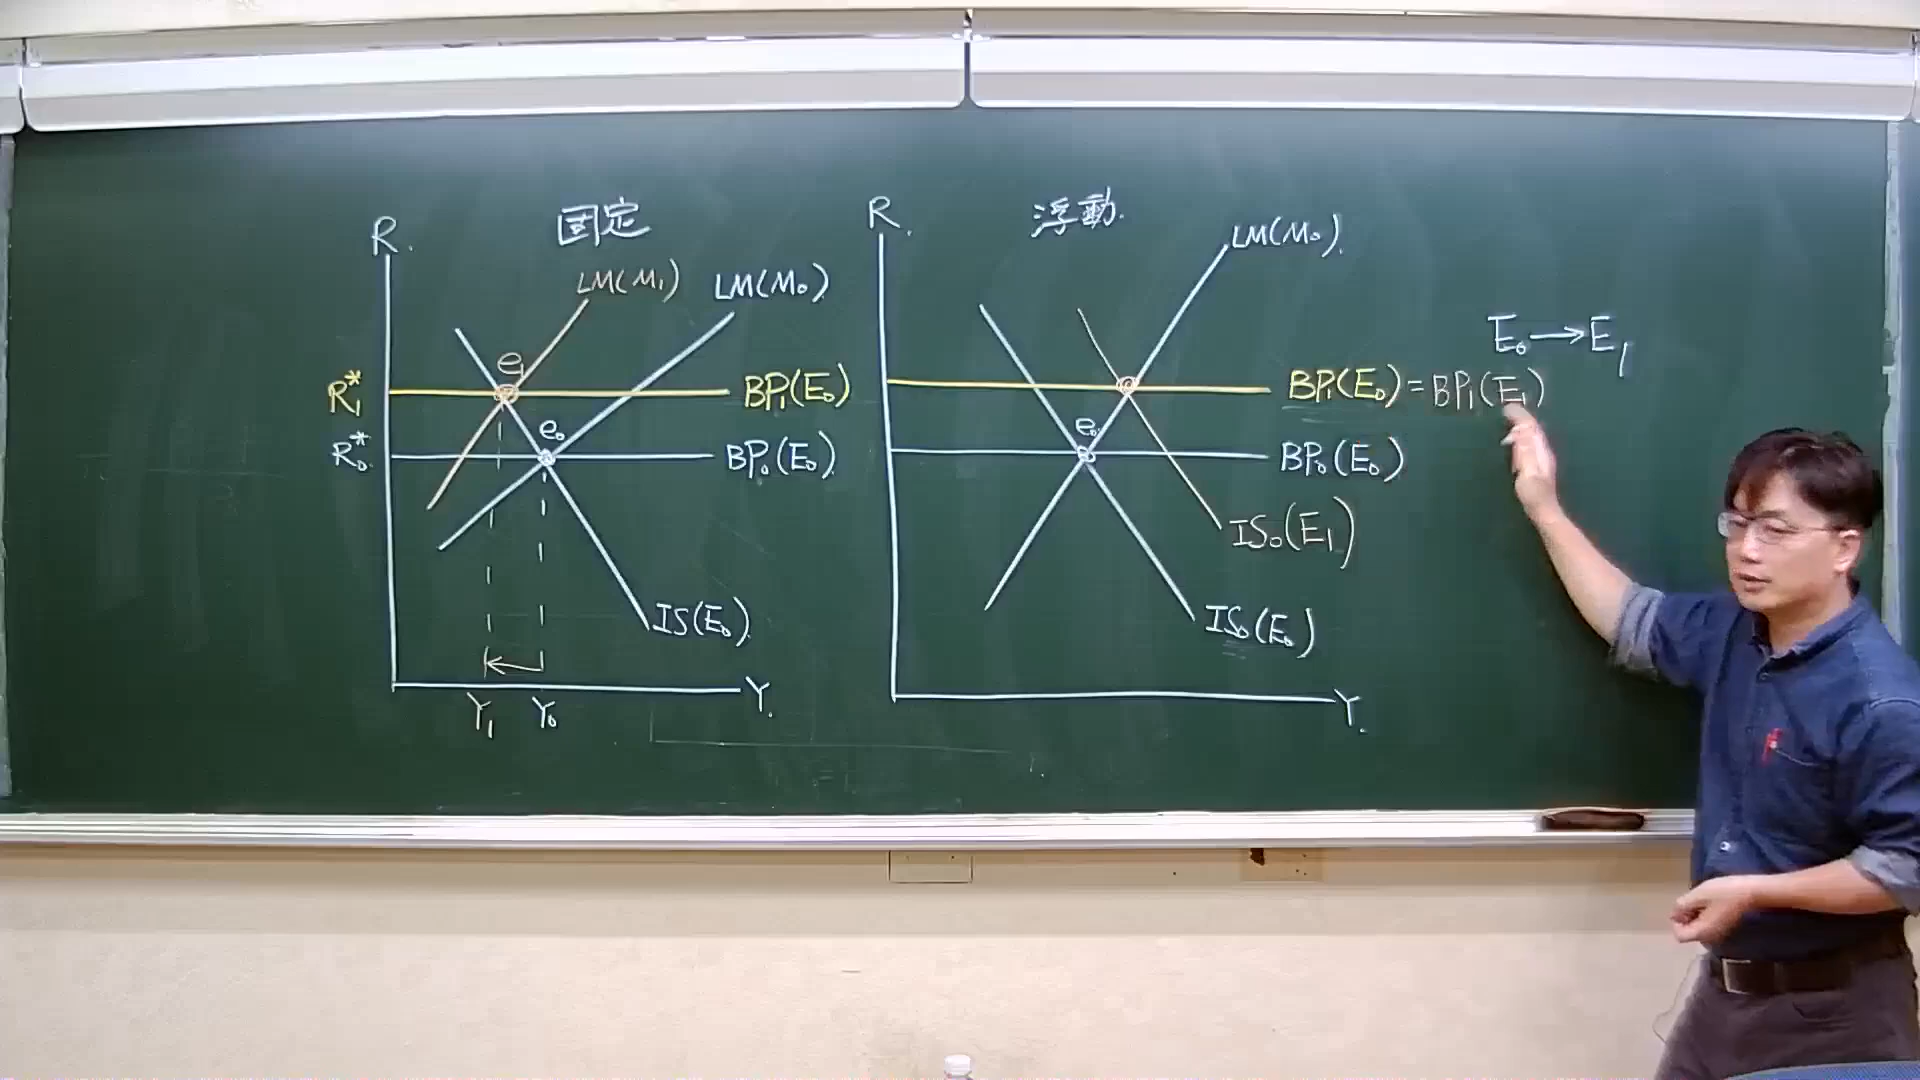 固定
R.
LM(M₁)
LM(M₀)
e₁
R₁*
BP₁(E₀)
e₀
R₀*
BP₀(E₀)
IS(E₀)
Y₁
Y₀
Y.
浮動.
R.
LM(M₀).
E₀→E₁
BP₁(E₀)=BP₁(E₁)
e₀
BP₀(E₀)
IS₀(E₁)
IS₀(E₀)
Y.